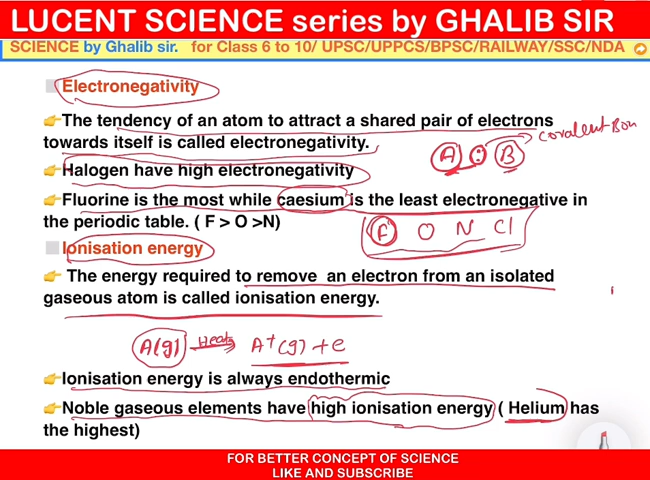 LUCENT SCIENCE series by GHALIB SIR
SCIENCE by Ghalib sir. for Class 6 to 10/ UPSC/UPPCS/BPSC/RAILWAY/SSC/NDA
Electronegativity
👉The tendency of an atom to attract a shared pair of electrons
towards itself is called electronegativity.
A : B Covalent Bon
👉Halogen have high electronegativity
👉Fluorine is the most while caesium is the least electronegative in
the periodic table. ( F > O >N)
F O N Cl
Ionisation energy
👉 The energy required to remove an electron from an isolated
gaseous atom is called ionisation energy.
A(g) Heat A+(g) + e
👉Ionisation energy is always endothermic
👉Noble gaseous elements have high ionisation energy ( Helium has
the highest)
FOR BETTER CONCEPT OF SCIENCE
LIKE AND SUBSCRIBE